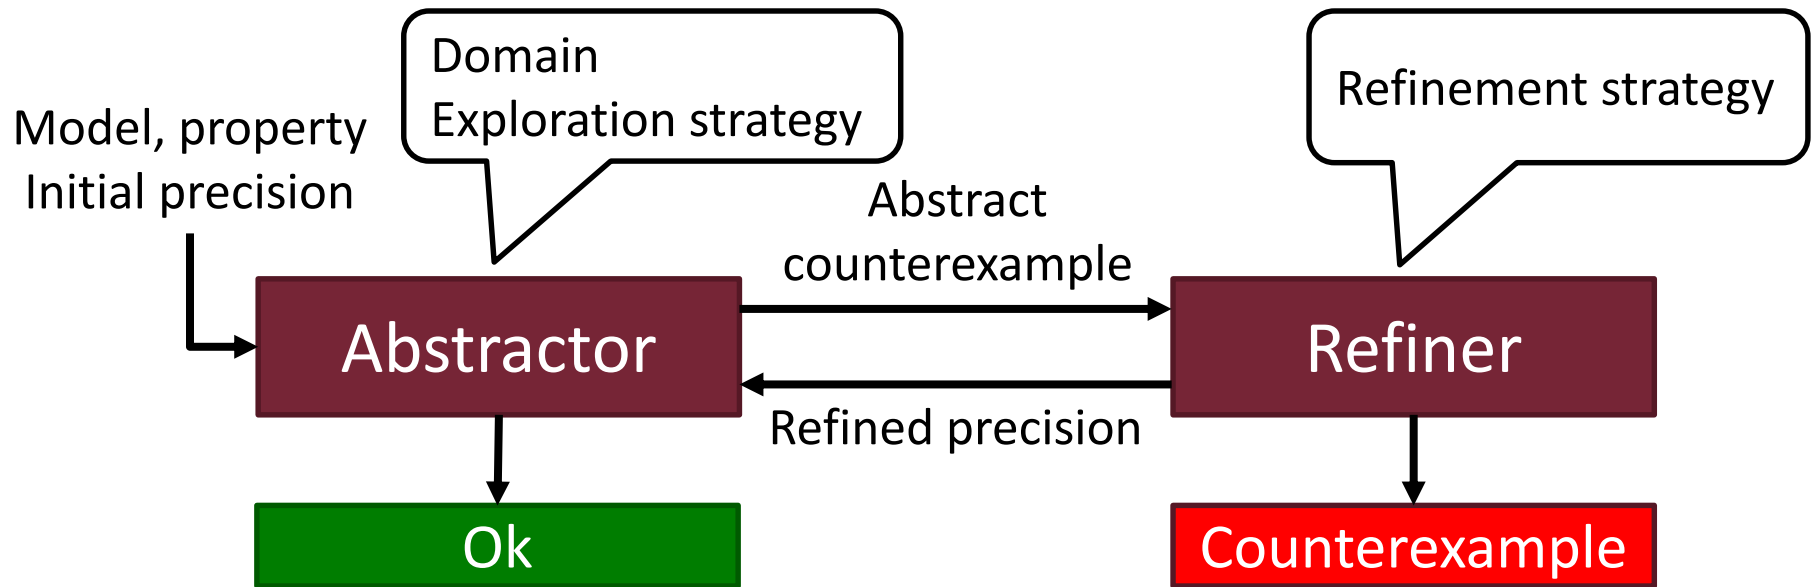 Model, property
Initial precision
Domain
Exploration strategy
Refinement strategy
Abstract
counterexample
Abstractor
Refiner
Refined precision
Ok
Counterexample